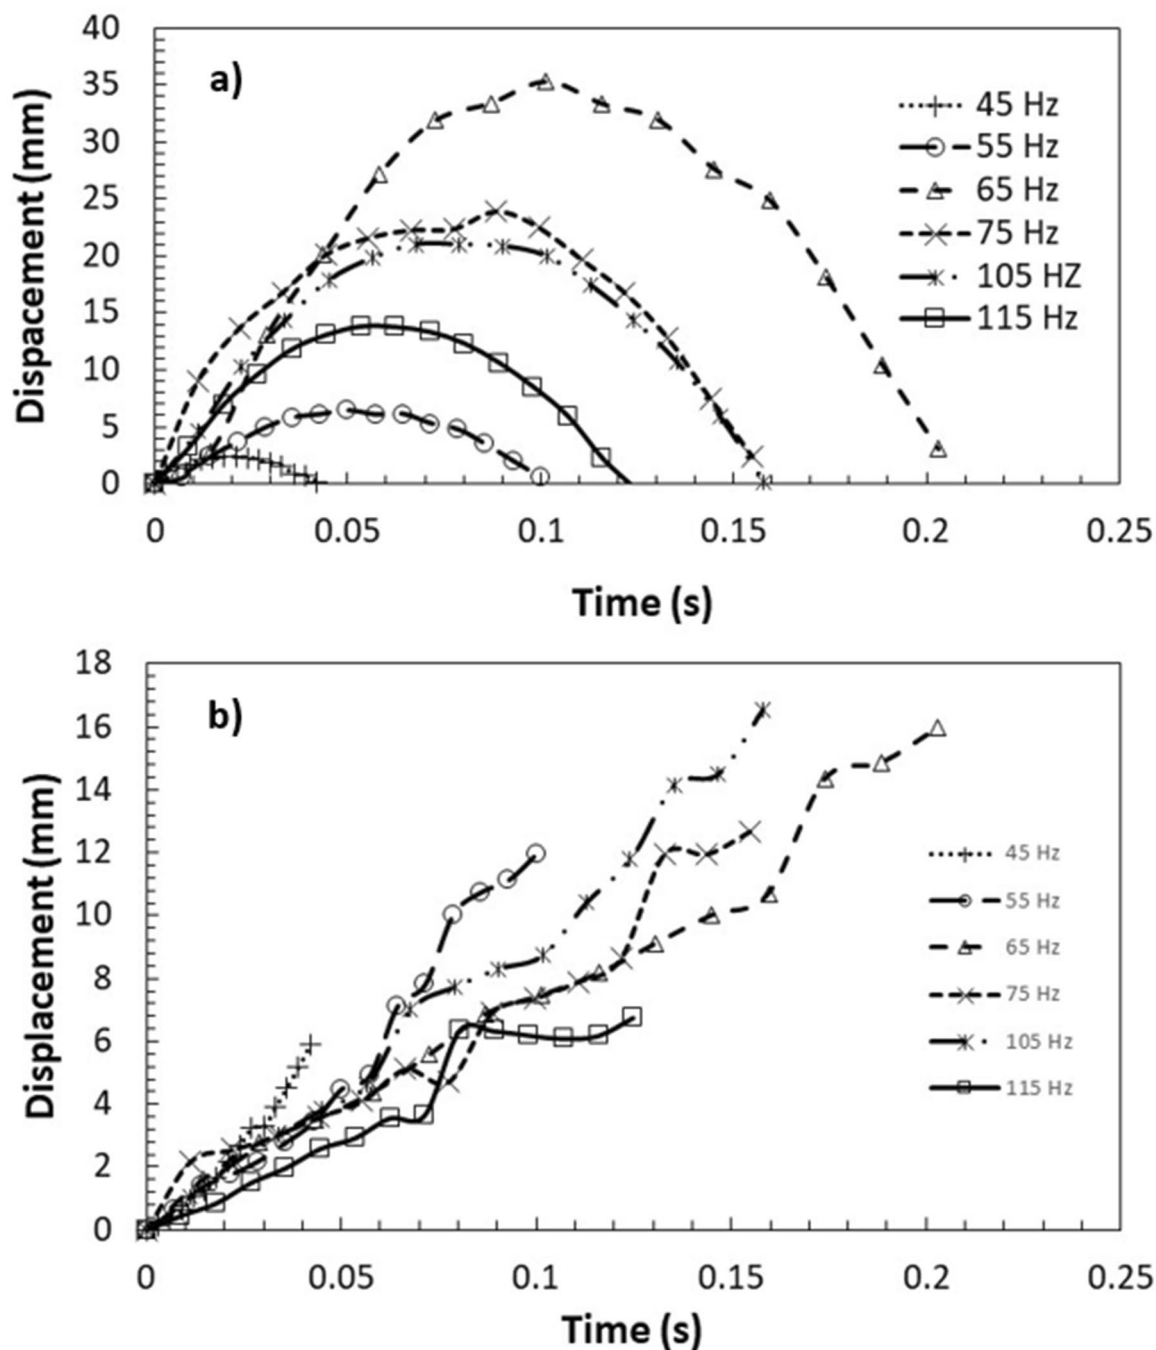 a)
Dispacement (mm)
40
35
30
25
20
15
10
5
0
0 0.05 0.1 0.15 0.2 0.25
Time (s)
45 Hz
55 Hz
65 Hz
75 Hz
105 HZ
115 Hz
b)
Displacement (mm)
18
16
14
12
10
8
6
4
2
0
0 0.05 0.1 0.15 0.2 0.25
Time (s)
45 Hz
55 Hz
65 Hz
75 Hz
105 Hz
115 Hz